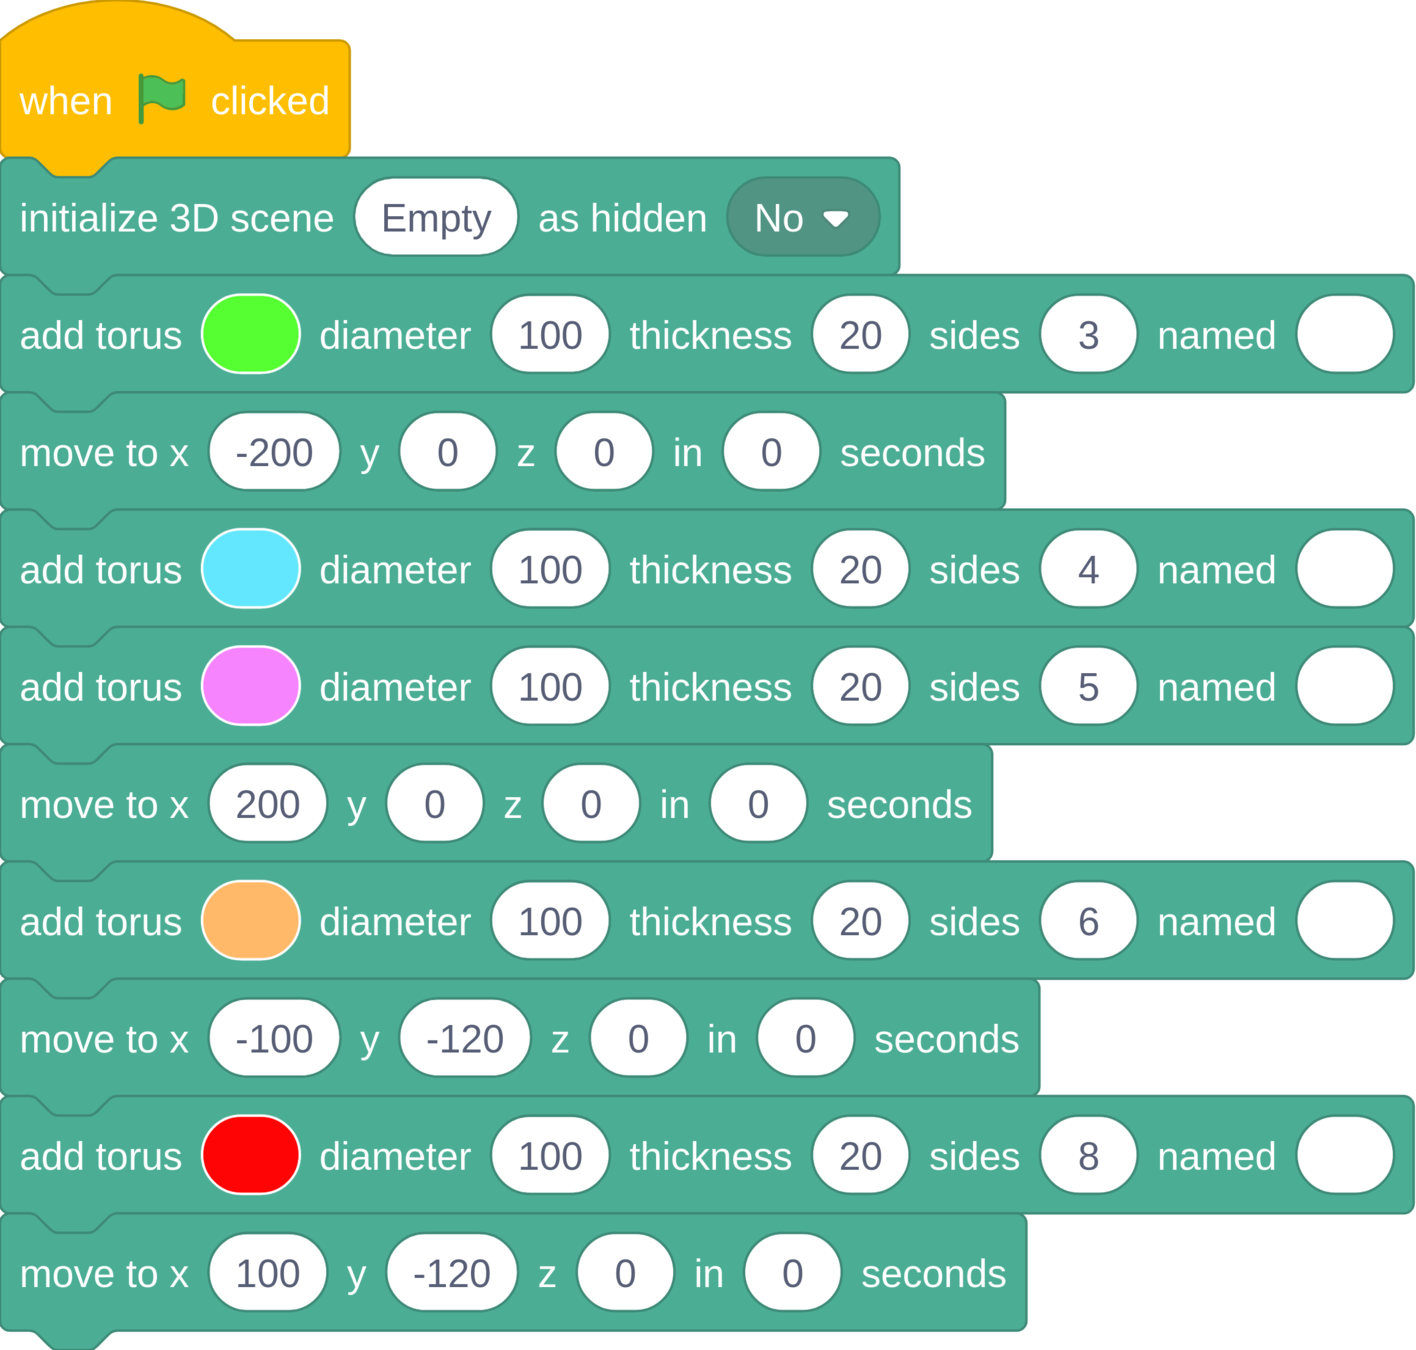 when clicked
initialize 3D scene Empty as hidden No
add torus diameter 100 thickness 20 sides 3 named
move to x -200 y 0 z 0 in 0 seconds
add torus diameter 100 thickness 20 sides 4 named
add torus diameter 100 thickness 20 sides 5 named
move to x 200 y 0 z 0 in 0 seconds
add torus diameter 100 thickness 20 sides 6 named
move to x -100 y -120 z 0 in 0 seconds
add torus diameter 100 thickness 20 sides 8 named
move to x 100 y -120 z 0 in 0 seconds